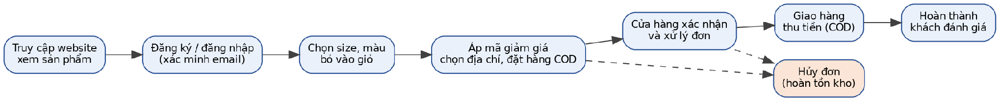 Truy cập website
xem sản phẩm
Đăng ký / đăng nhập
(xác minh email)
Chọn size, màu
bỏ vào giỏ
Áp mã giảm giá
chọn địa chỉ, đặt hàng COD
Cửa hàng xác nhận
và xử lý đơn
Giao hàng
thu tiền (COD)
Hoàn thành
khách đánh giá
Hủy đơn
(hoàn tồn kho)